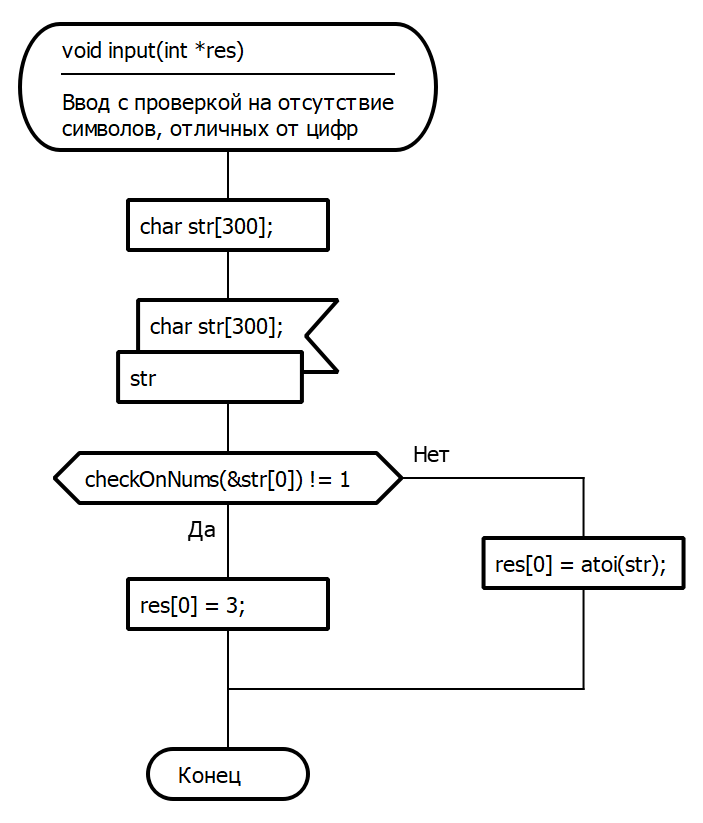 void input(int *res)
Ввод с проверкой на отсутствие
символов, отличных от цифр
char str[300];
char str[300];
str
checkOnNums(&str[0]) != 1
Нет
Да
res[0] = atoi(str);
res[0] = 3;
Конец